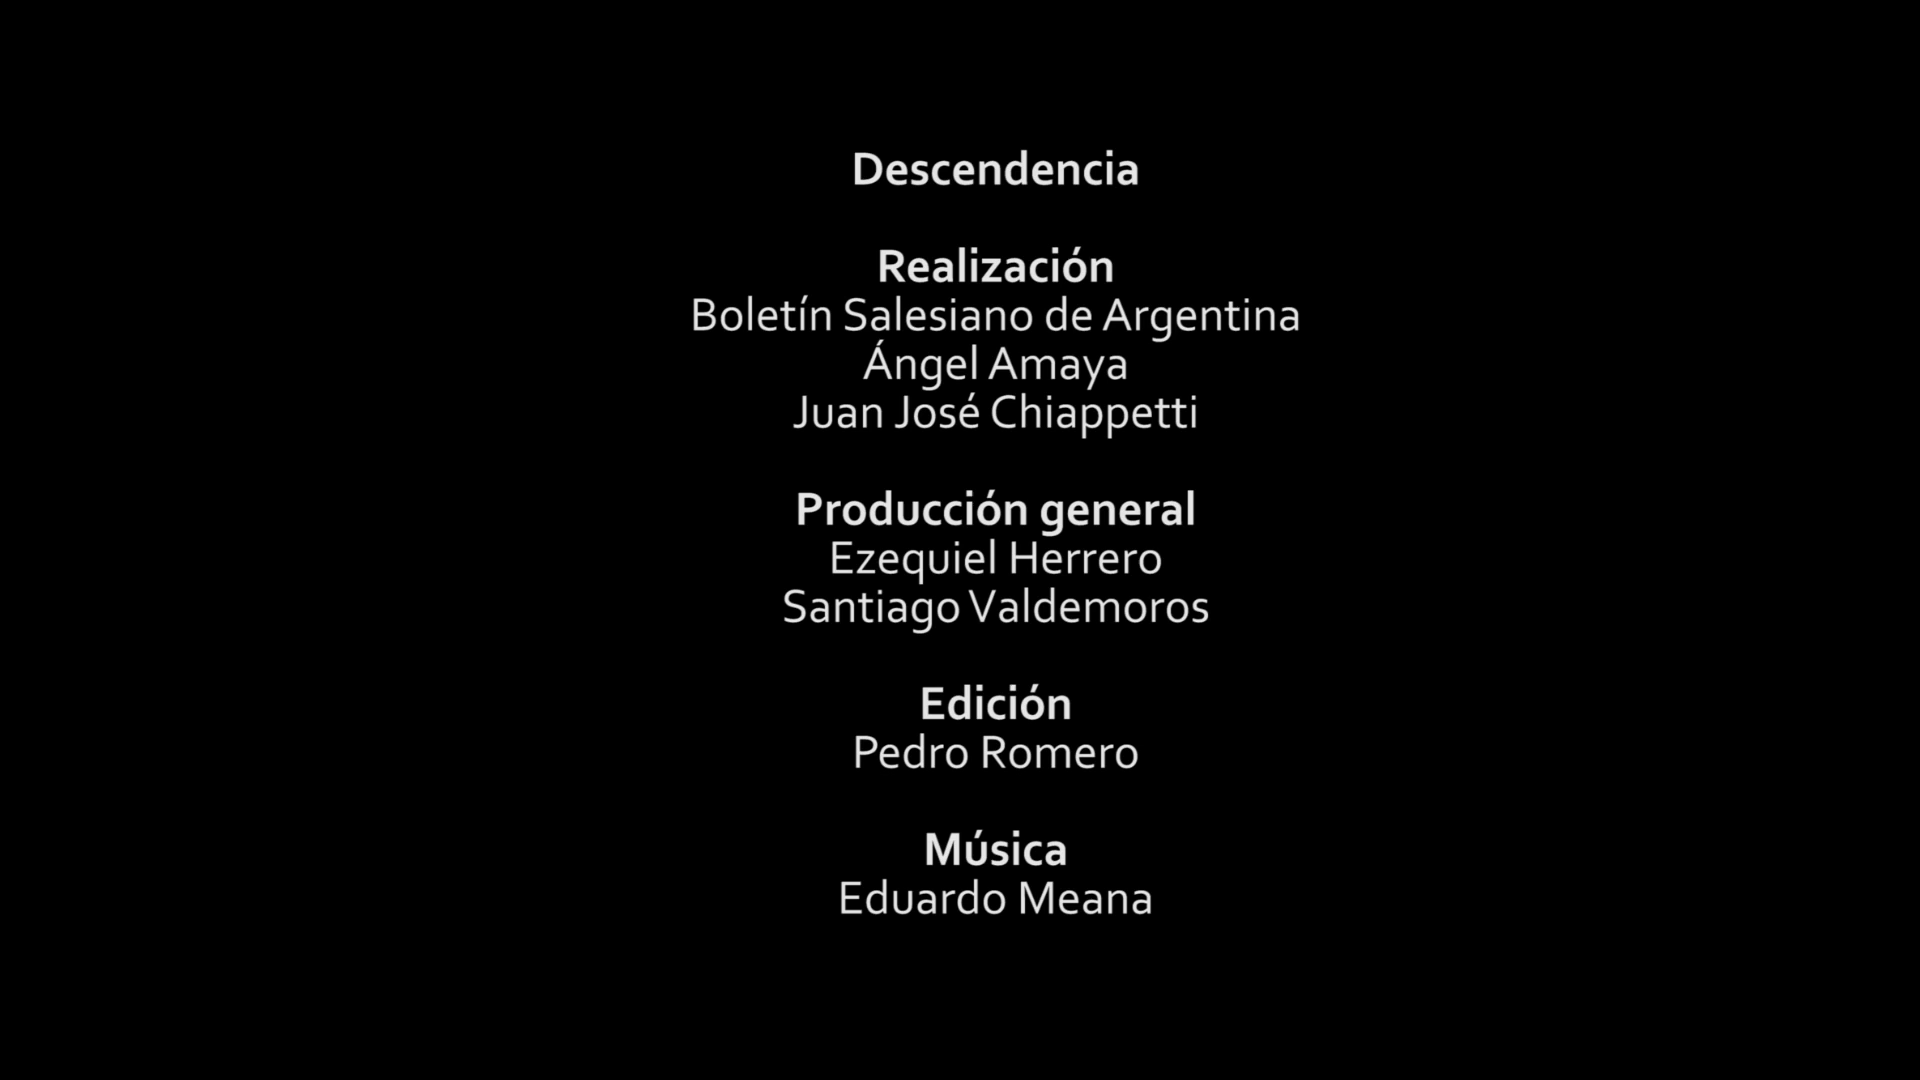 Descendencia
Realización
Boletín Salesiano de Argentina
Ángel Amaya
Juan José Chiappetti
Producción general
Ezequiel Herrero
Santiago Valdemoros
Edición
Pedro Romero
Música
Eduardo Meana